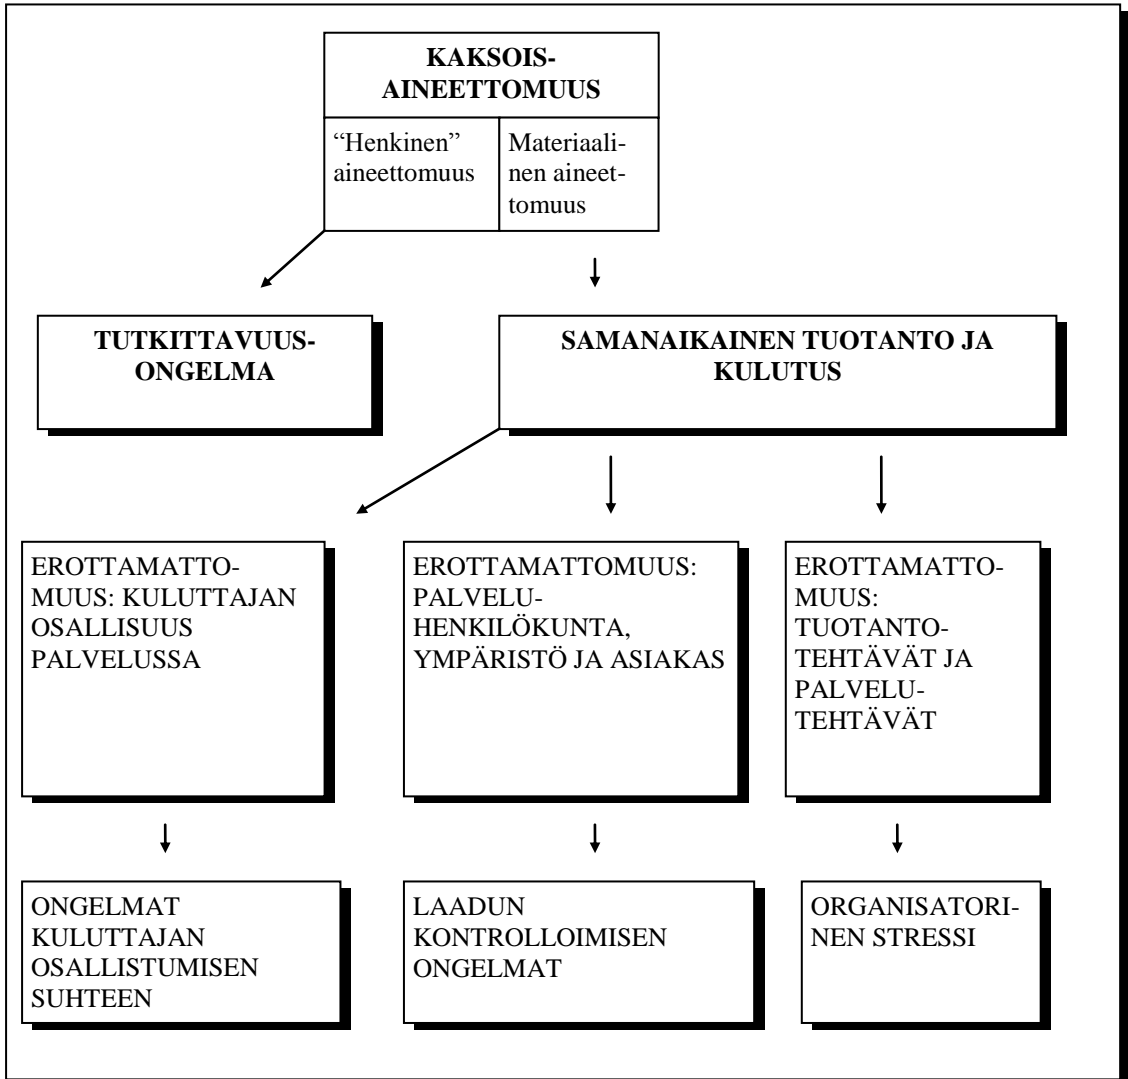 KAKSOIS-
AINEETTOMUUS
“Henkinen”
aineettomuus
Materiaali-
nen aineet-
tomuus
TUTKITTAVUUS-
ONGELMA
SAMANAIKAINEN TUOTANTO JA
KULUTUS
EROTTAMATTO-
MUUS: KULUTTAJAN
OSALLISUUS
PALVELUSSA
EROTTAMATTOMUUS:
PALVELU-
HENKILÖKUNTA,
YMPÄRISTÖ JA ASIAKAS
EROTTAMATTO-
MUUS:
TUOTANTO-
TEHTÄVÄT JA
PALVELU-
TEHTÄVÄT
ONGELMAT
KULUTTAJAN
OSALLISTUMISEN
SUHTEEN
LAADUN
KONTROLLOIMISEN
ONGELMAT
ORGANISATORI-
NEN STRESSI